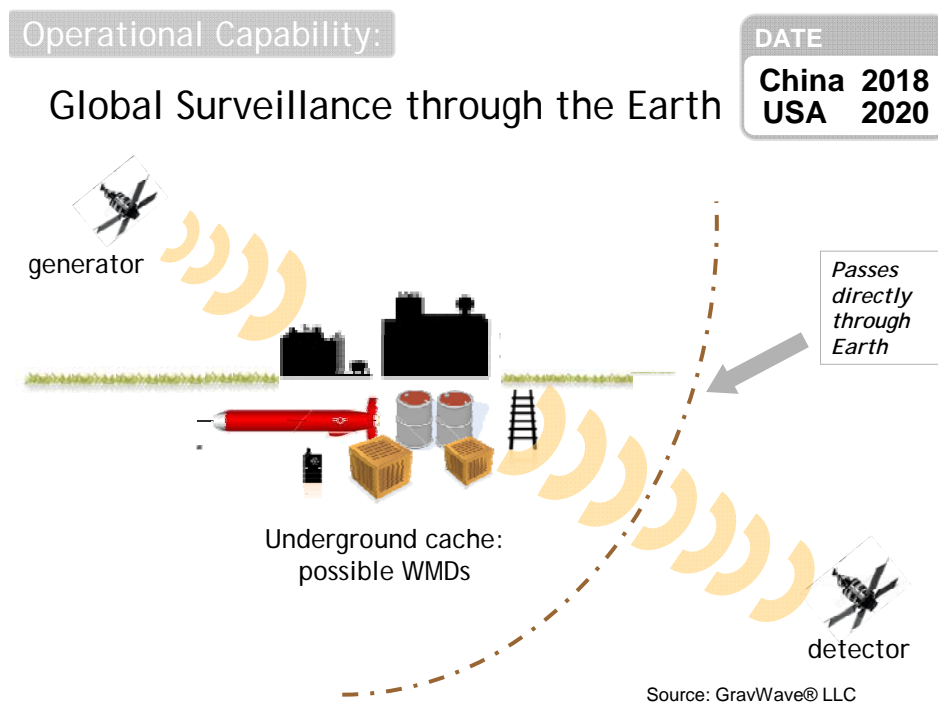 Operational Capability:
DATE
China 2018
USA 2020
Global Surveillance through the Earth
generator
Passes
directly
through
Earth
Underground cache:
possible WMDs
detector
Source: GravWave® LLC